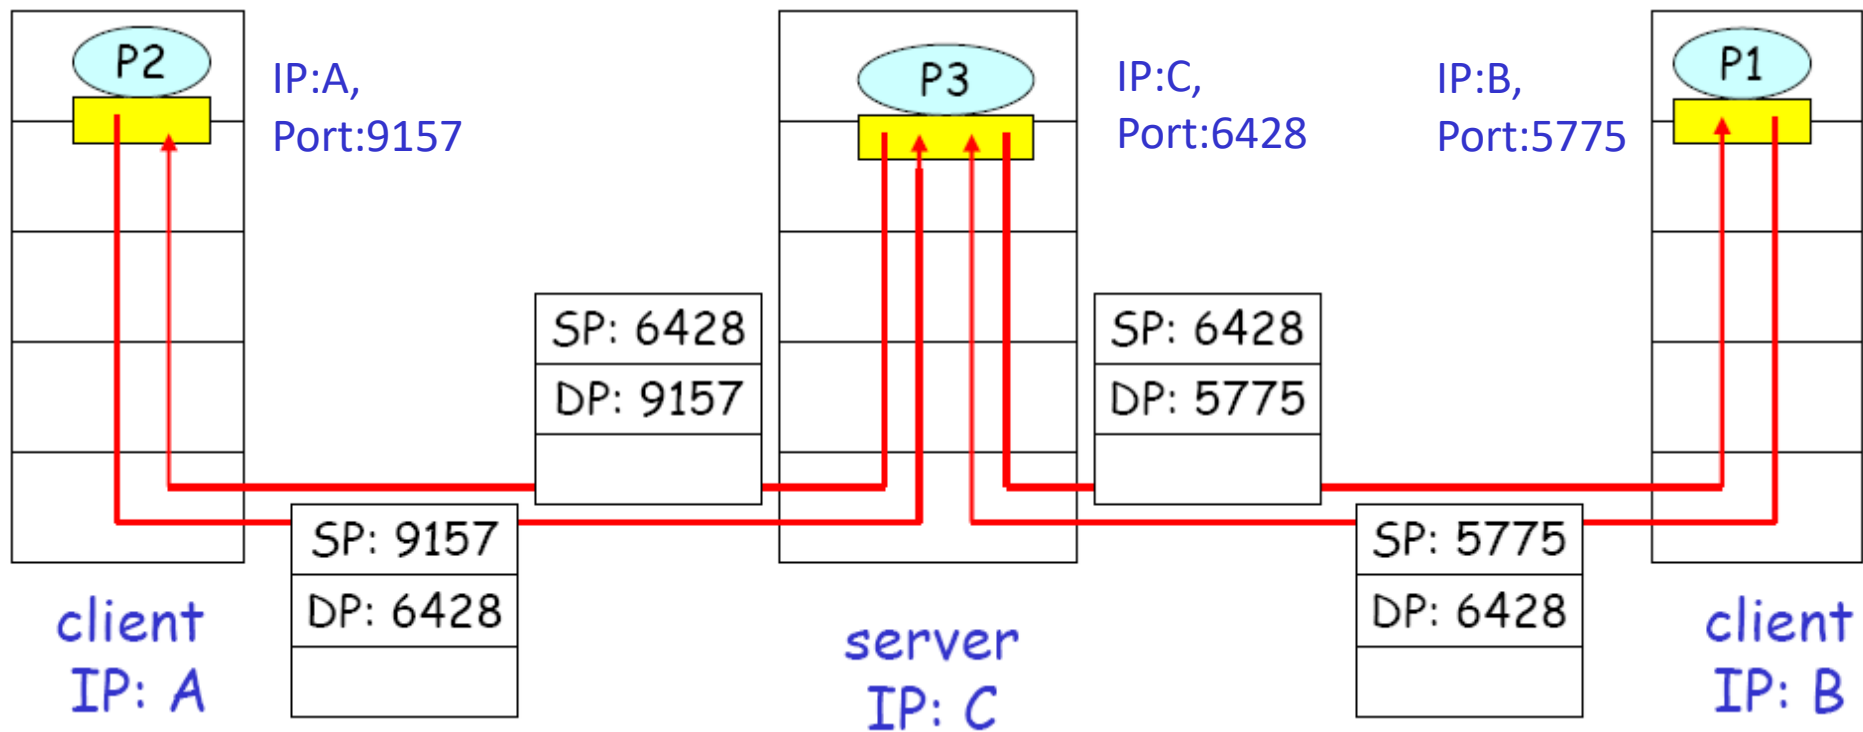 P2
IP:A,
Port:9157
P3
IP:C,
Port:6428
IP:B,
Port:5775
P1
SP: 6428
DP: 9157
SP: 6428
DP: 5775
SP: 9157
DP: 6428
SP: 5775
DP: 6428
client
IP: A
server
IP: C
client
IP: B